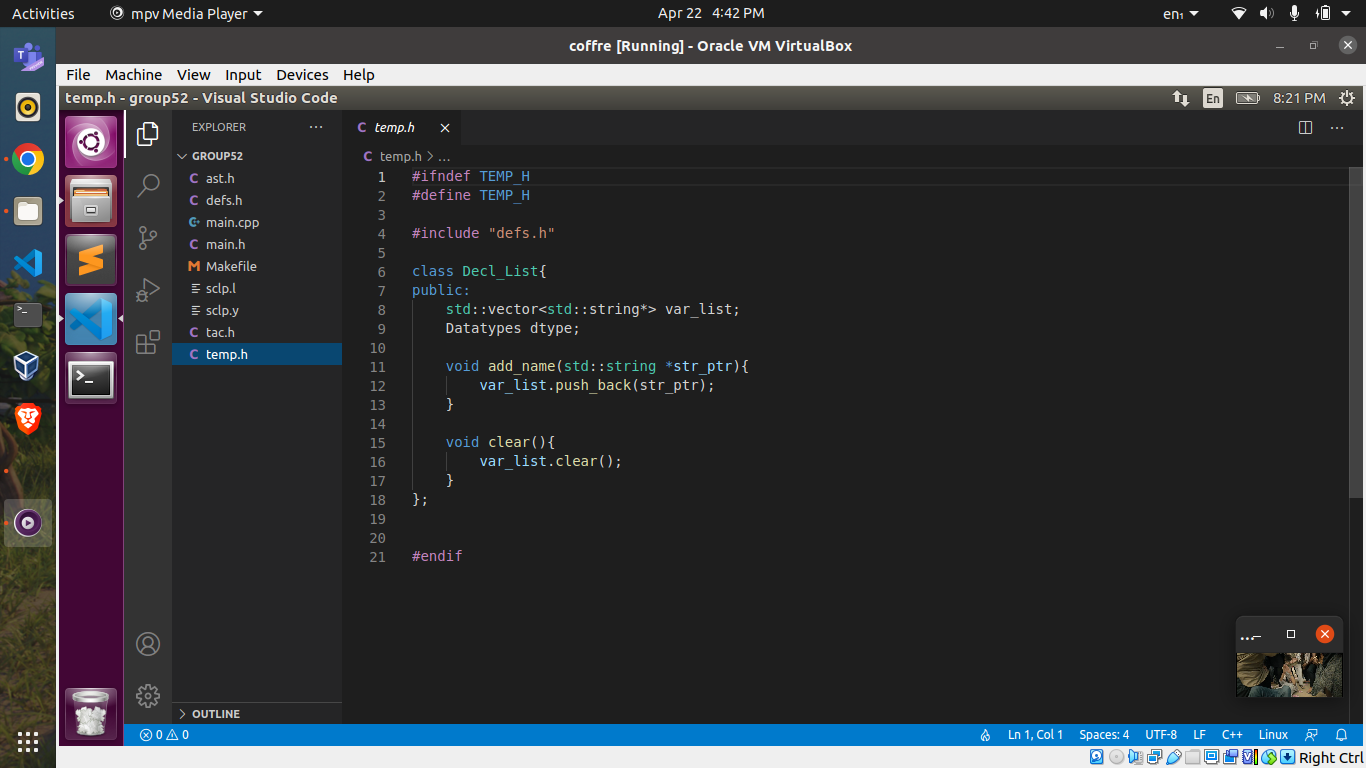 Activities mpv Media Player Apr 22 4:42 PM en₁
coffre [Running] - Oracle VM VirtualBox
File Machine View Input Devices Help
temp.h - group52 - Visual Studio Code En 8:21 PM
EXPLORER ··· C temp.h
GROUP52 C temp.h > ...
C ast.h
C defs.h
main.cpp
C main.h
M Makefile
sclp.l
sclp.y
C tac.h
C temp.h
1 #ifndef TEMP_H
2 #define TEMP_H
3
4 #include "defs.h"
5
6 class Decl_List{
7 public:
8 std::vector<std::string*> var_list;
9 Datatypes dtype;
10
11 void add_name(std::string *str_ptr){
12 var_list.push_back(str_ptr);
13 }
14
15 void clear(){
16 var_list.clear();
17 }
18 };
19
20
21 #endif
...
OUTLINE
0 0 Ln 1, Col 1 Spaces: 4 UTF-8 LF C++ Linux
Right Ctrl